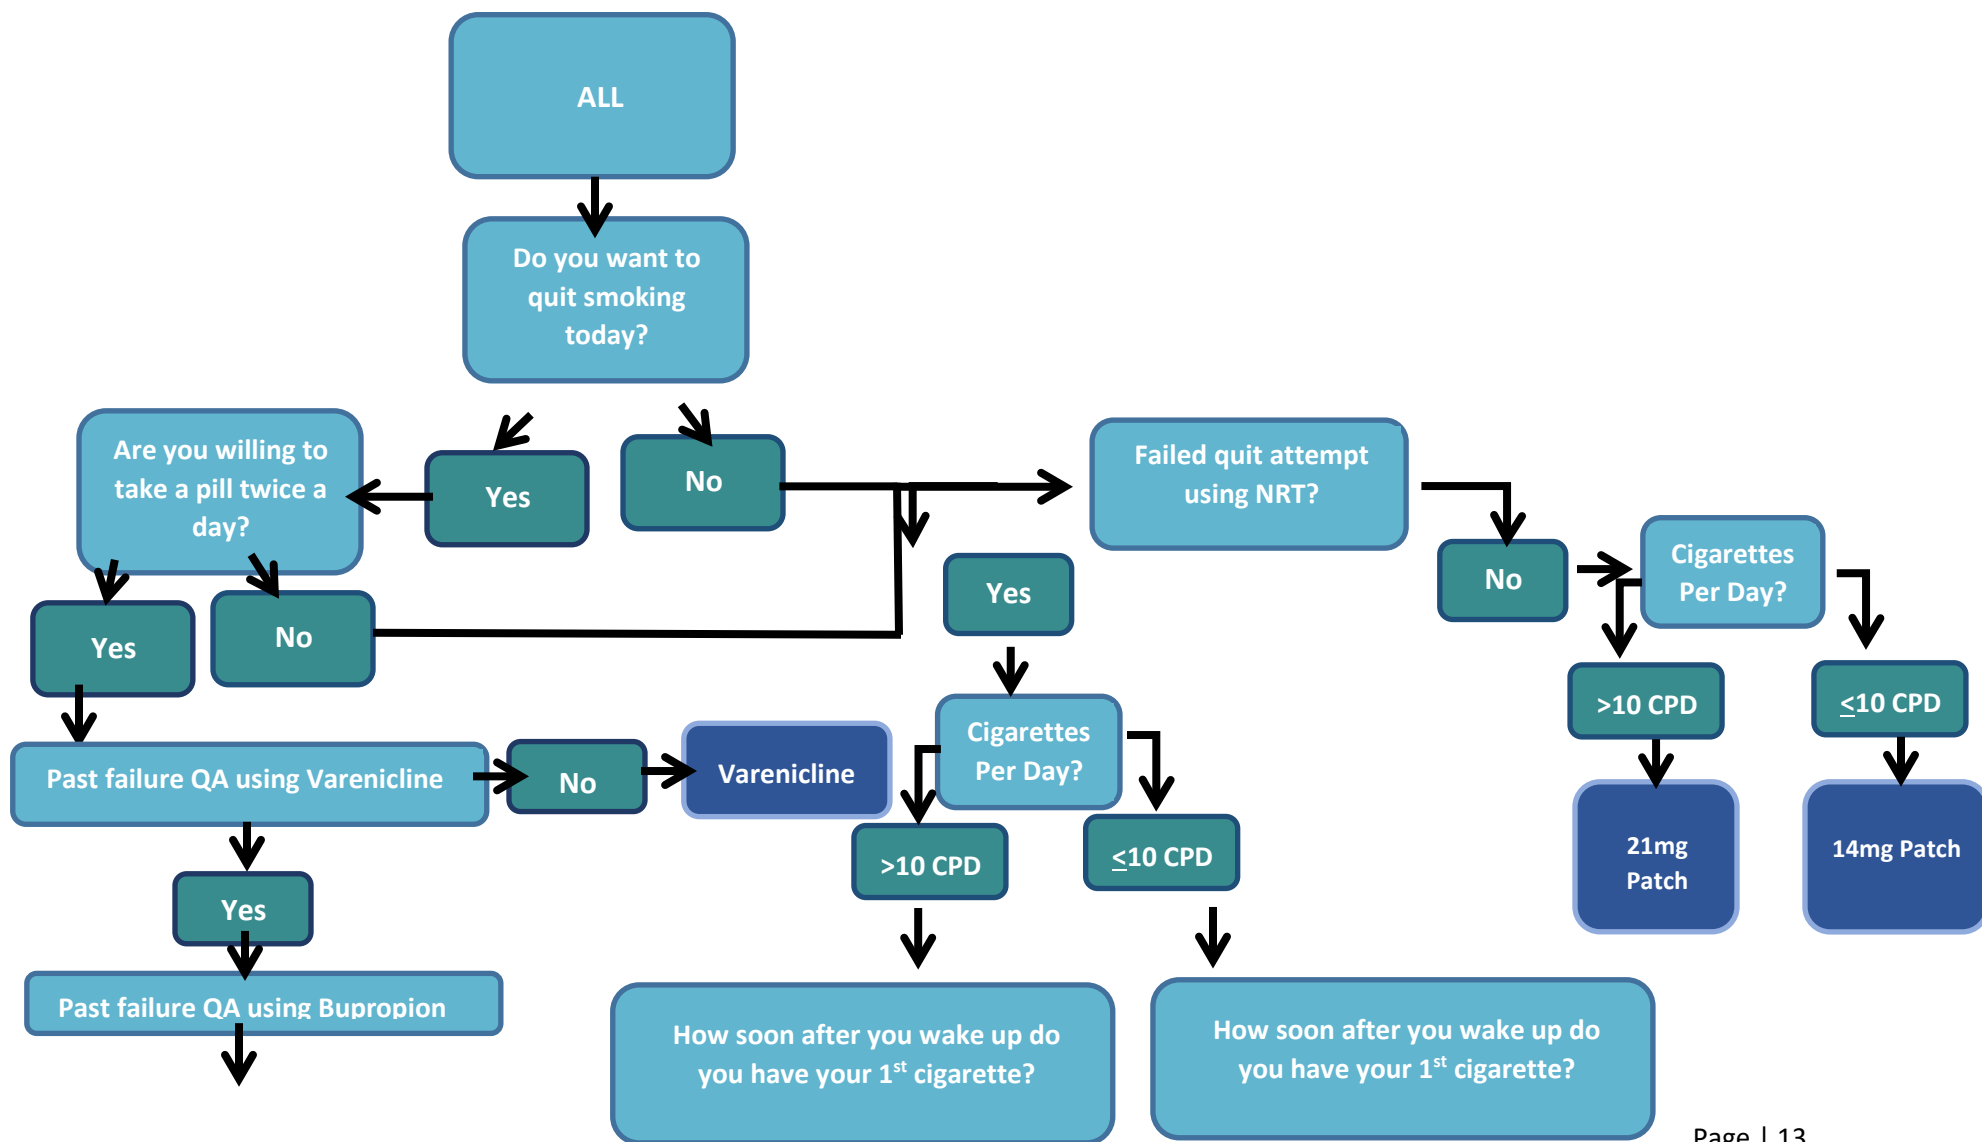 ALL
Do you want to
quit smoking
today?
Are you willing to
take a pill twice a
day?
Yes
No
Failed quit attempt
using NRT?
Yes
No
Cigarettes
Per Day?
Yes
No
>10 CPD
≤10 CPD
Past failure QA using Varenicline
No
Varenicline
Cigarettes
Per Day?
>10 CPD
≤10 CPD
21mg
Patch
14mg Patch
Yes
Past failure QA using Bupropion
How soon after you wake up do
you have your 1st cigarette?
How soon after you wake up do
you have your 1st cigarette?
Page | 13